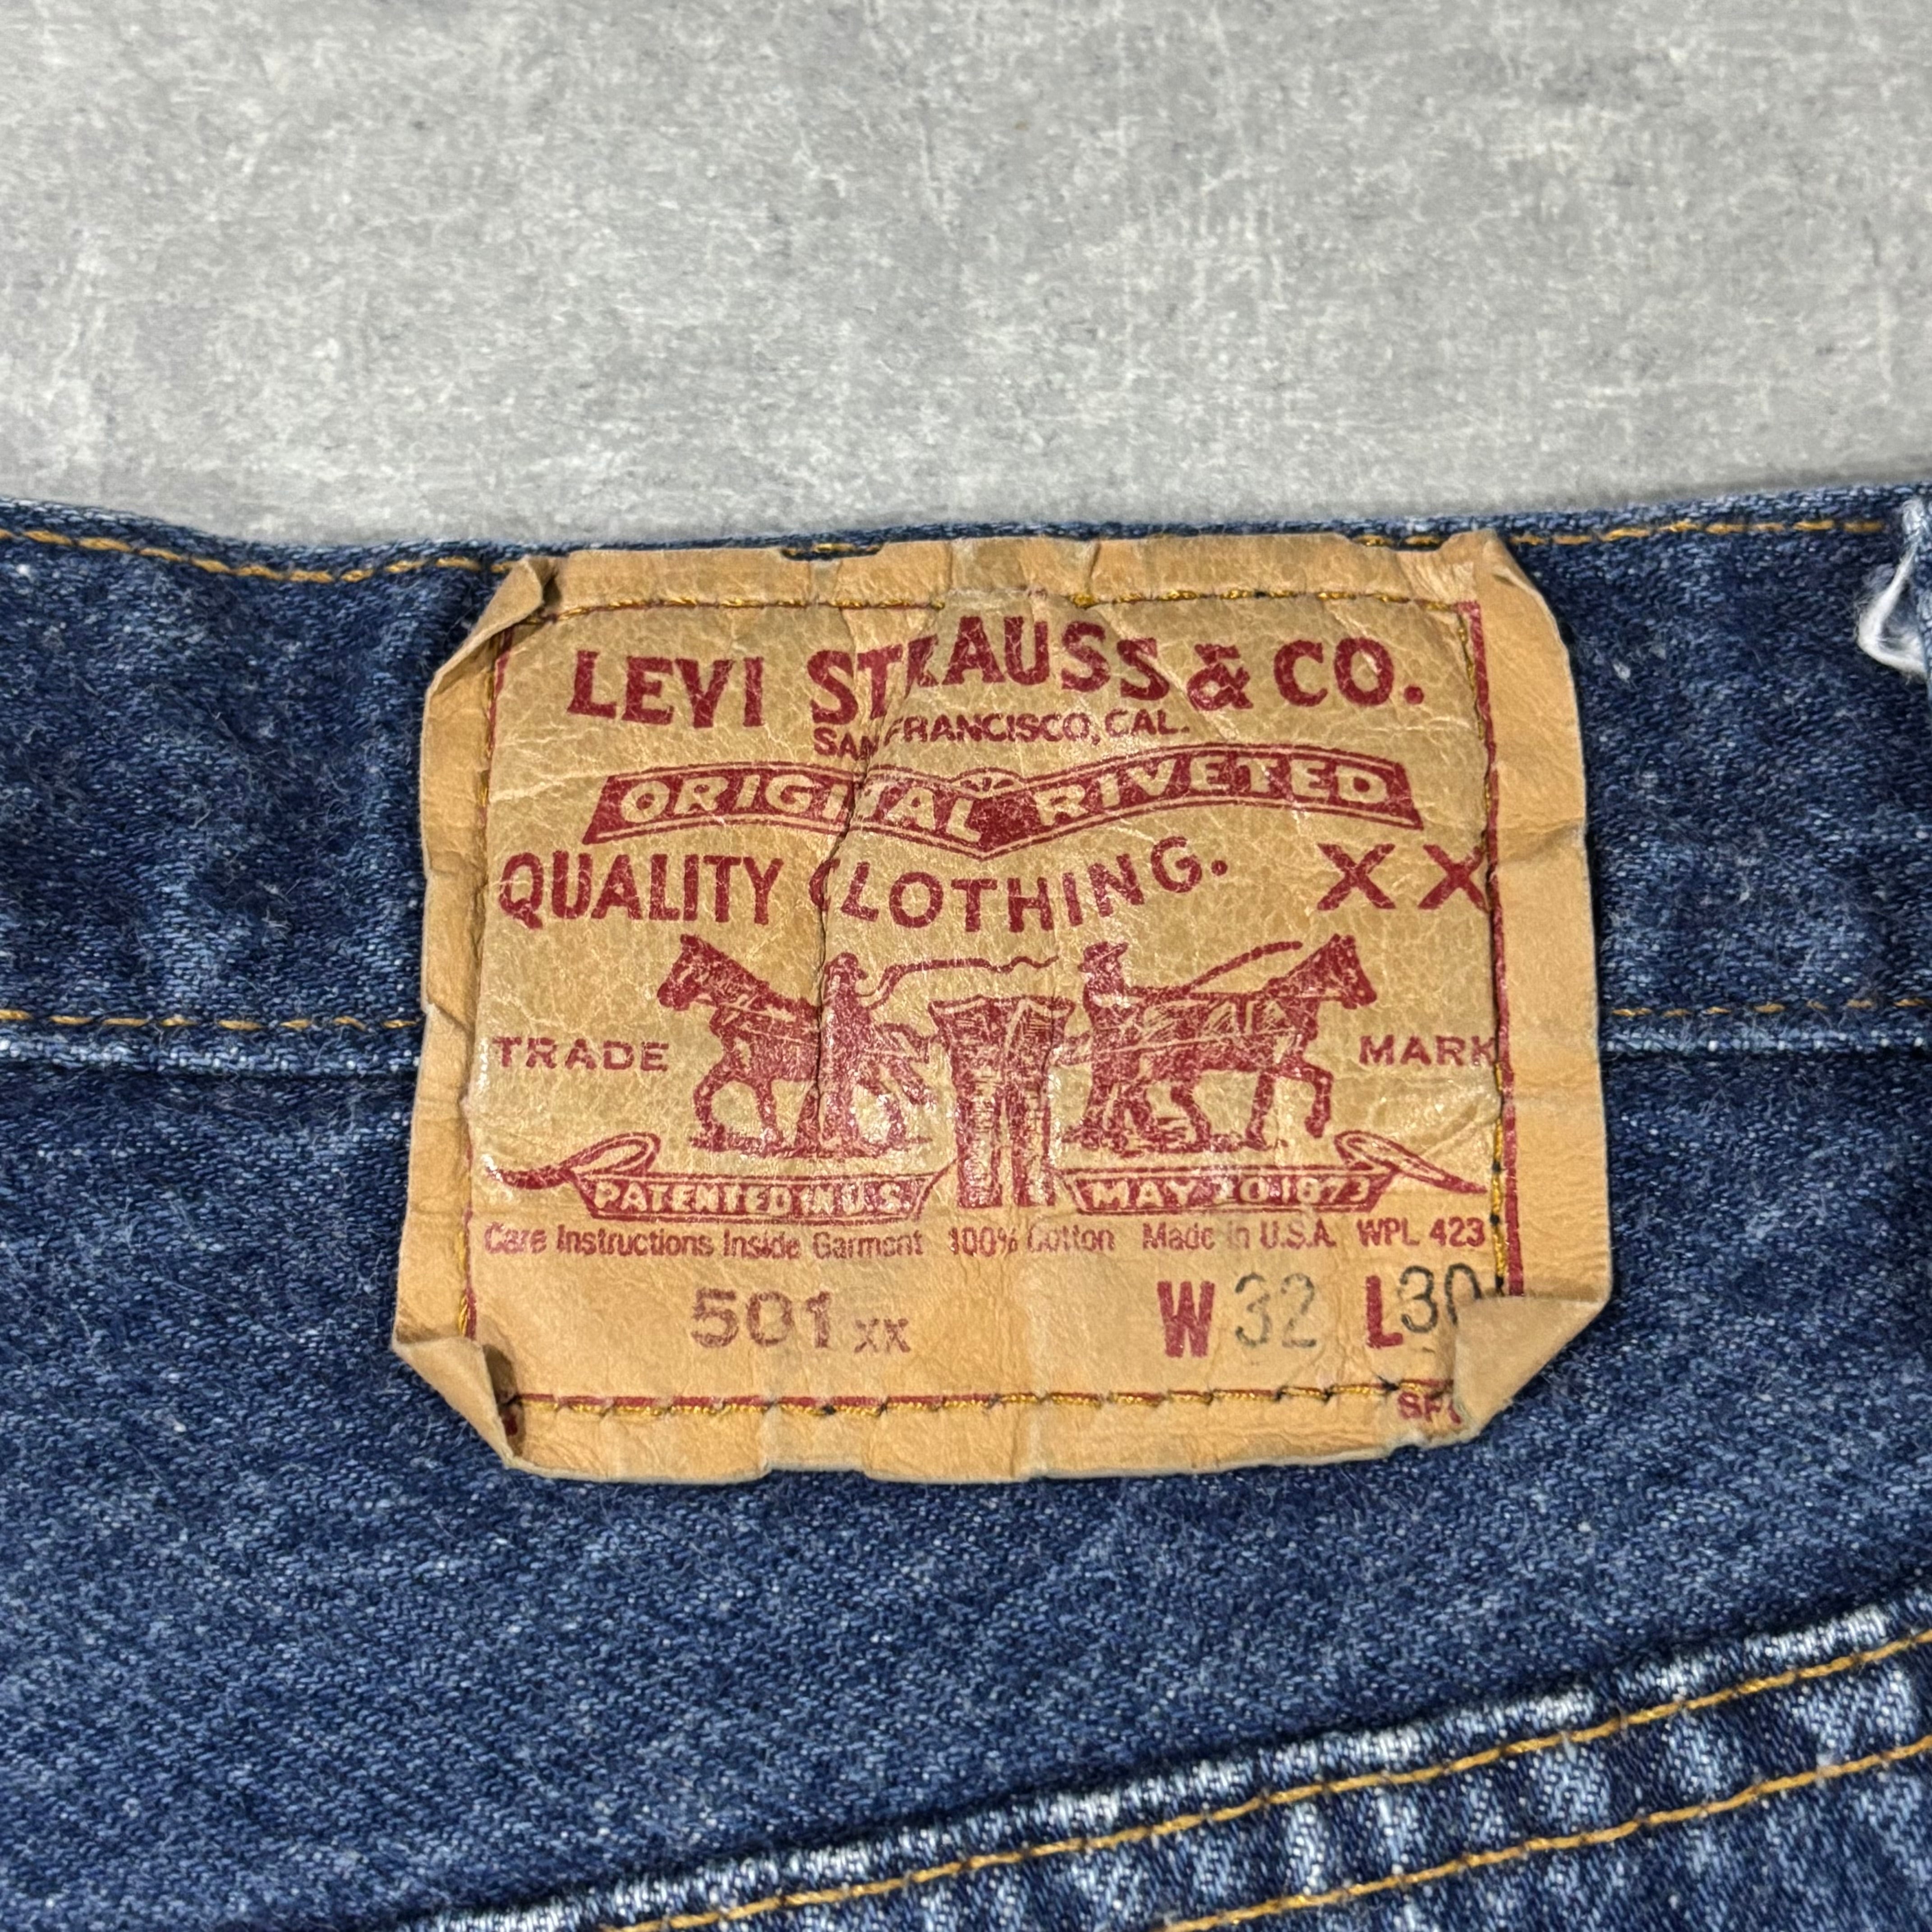 LEVI STRAUSS & CO.
SAN FRANCISCO, CAL.
ORIGINAL RIVETED
QUALITY CLOTHING. XX
TRADE MARK
PATENTED IN U.S. MAY 20 1873
Care Instructions Inside Garment 100% Cotton Made in U.S.A. WPL 423
501 XX W 32 L 30